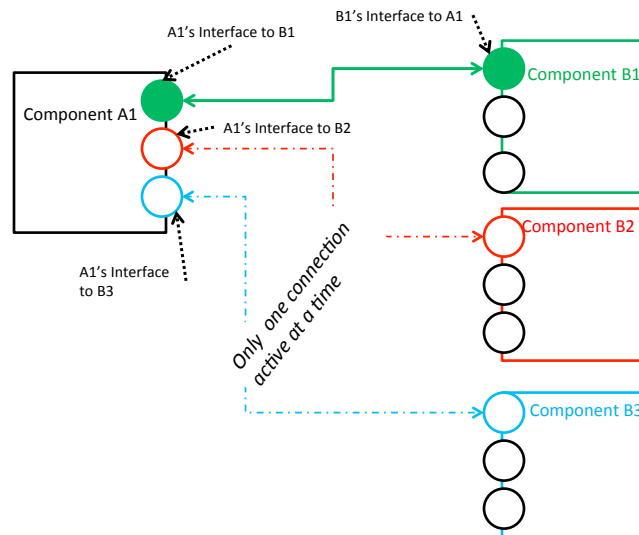 A1's Interface to B1
B1's Interface to A1
Component B1
Component A1
A1's Interface to B2
Component B2
A1's Interface
to B3
Only one connection
active at a time
Component B3